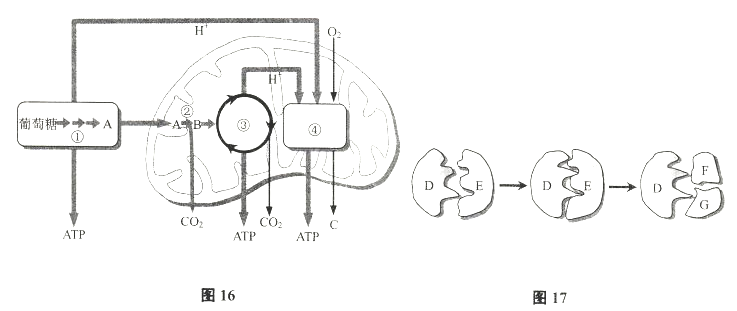 H⁺
O₂
H⁺
葡萄糖 A
①
② A B
③
④
ATP
CO₂
ATP
CO₂
ATP
C
D E
D E
D F
G
图 16
图 17